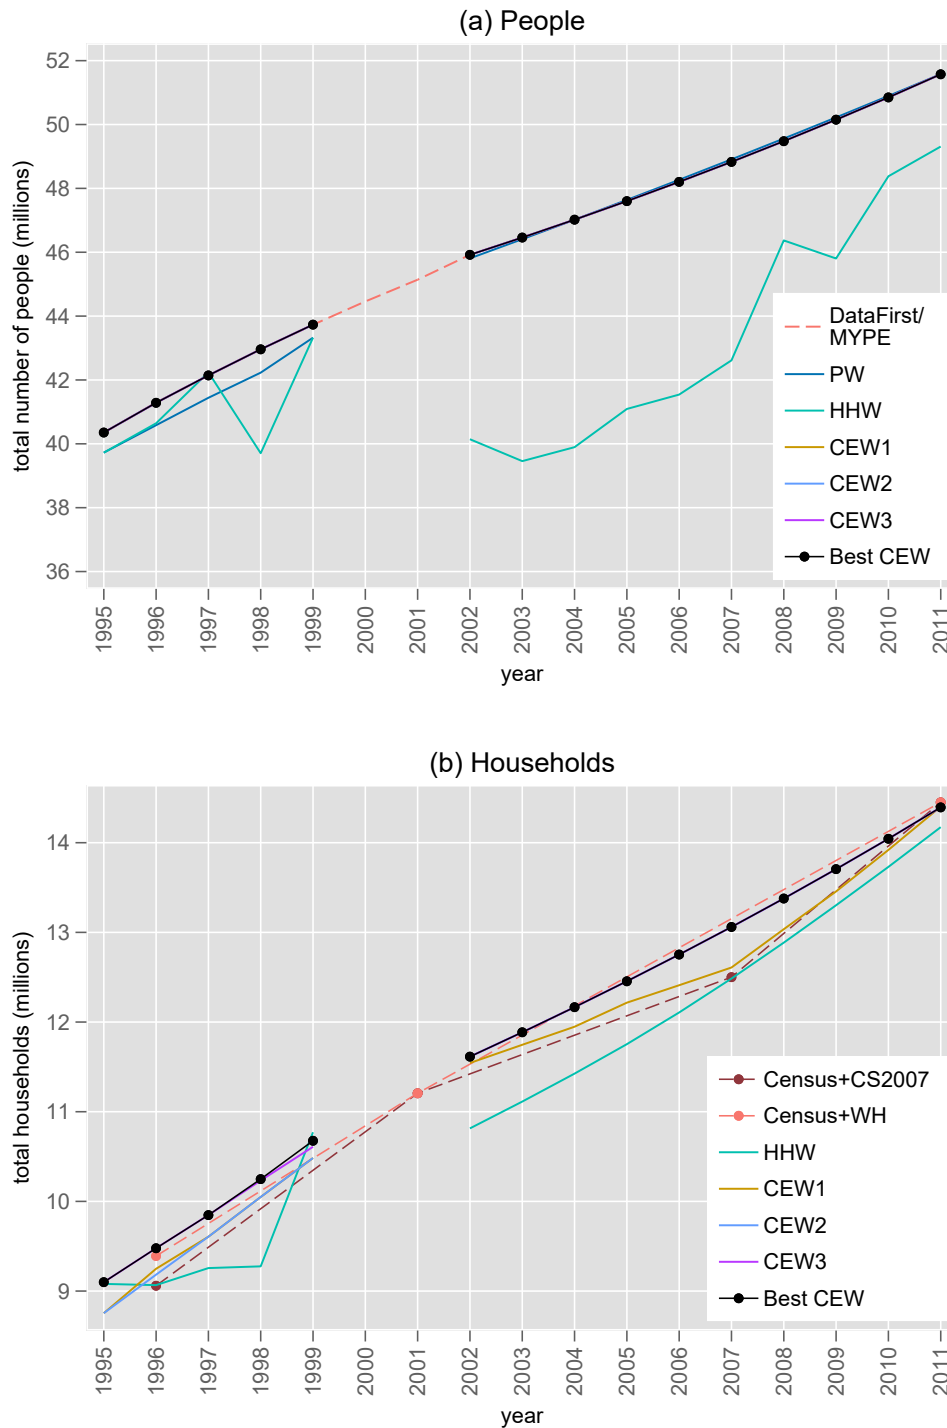 (a) People
total number of people (millions)
52
50
48
46
44
42
40
38
36
DataFirst/
MYPE
PW
HHW
CEW1
CEW2
CEW3
Best CEW
1995 1996 1997 1998 1999 2000 2001 2002 2003 2004 2005 2006 2007 2008 2009 2010 2011
year
(b) Households
total households (millions)
14
13
12
11
10
9
Census+CS2007
Census+WH
HHW
CEW1
CEW2
CEW3
Best CEW
1995 1996 1997 1998 1999 2000 2001 2002 2003 2004 2005 2006 2007 2008 2009 2010 2011
year